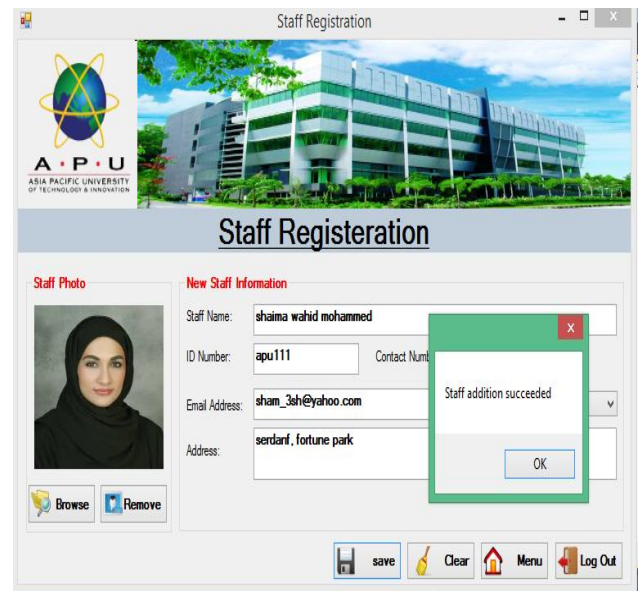 Staff Registration
X
A · P · U
ASIA PACIFIC UNIVERSITY
OF TECHNOLOGY & INNOVATION
Staff Registeration
Staff Photo
New Staff Information
Staff Name: shaima wahid mohammed
ID Number: apu111 Contact Numb
Email Address: sham_3sh@yahoo.com
Address: serdanf, fortune park
X
Staff addition succeeded
OK
Browse Remove
save Clear Menu Log Out